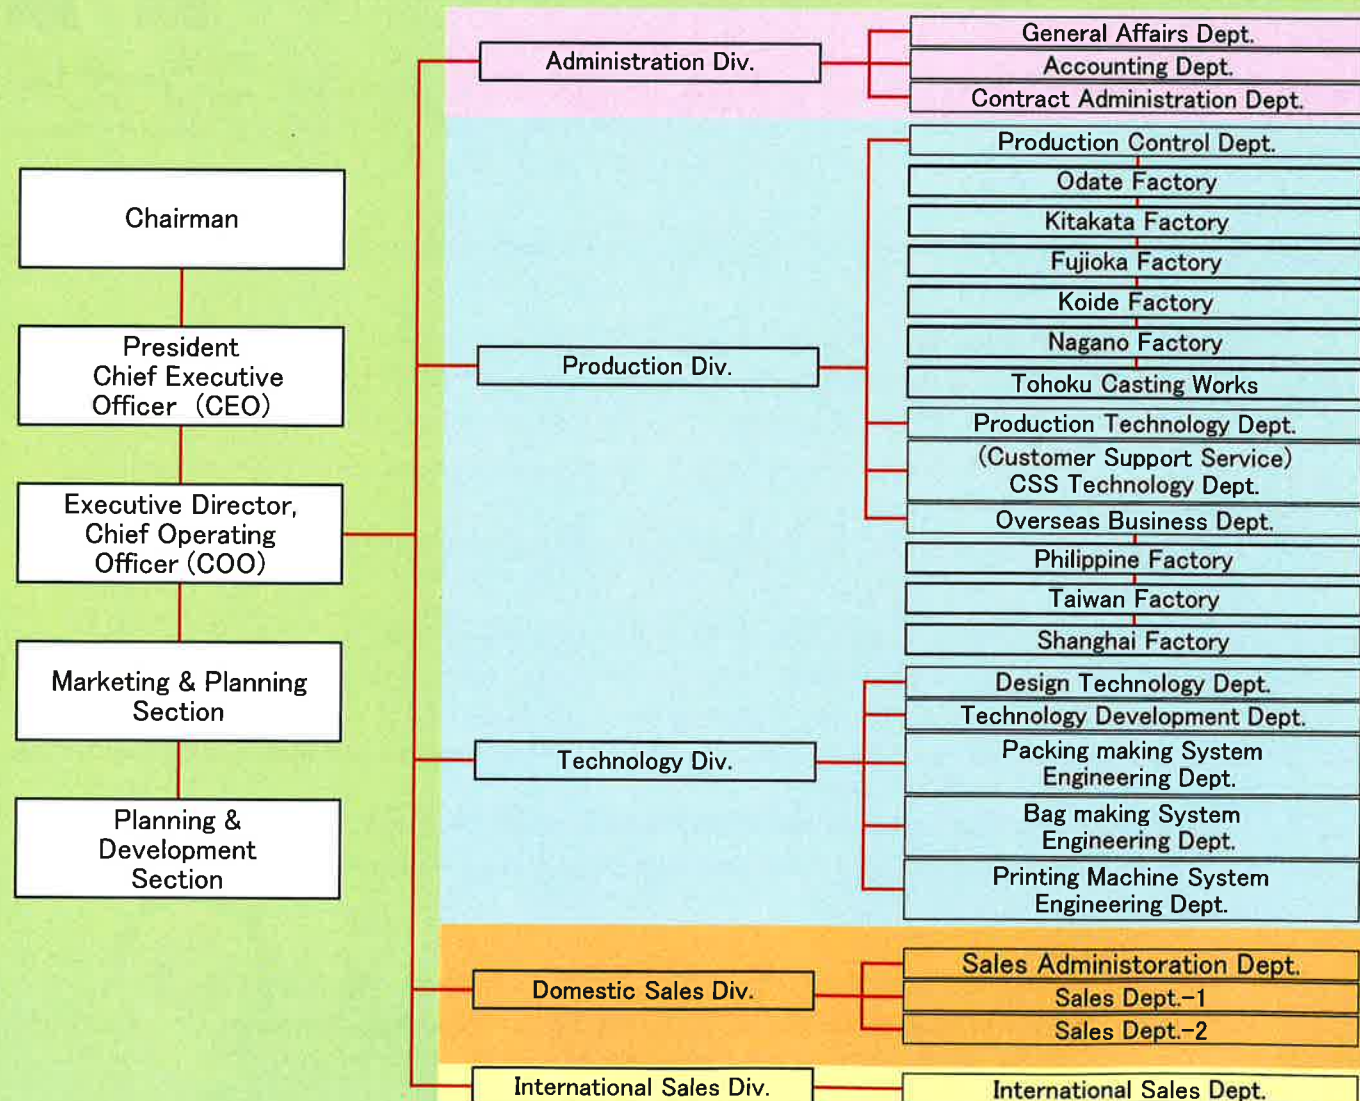 Chairman
President
Chief Executive
Officer (CEO)
Executive Director,
Chief Operating
Officer (COO)
Marketing & Planning
Section
Planning &
Development
Section
Administration Div.
General Affairs Dept.
Accounting Dept.
Contract Administration Dept.
Production Div.
Production Control Dept.
Odate Factory
Kitakata Factory
Fujioka Factory
Koide Factory
Nagano Factory
Tohoku Casting Works
Production Technology Dept.
(Customer Support Service)
CSS Technology Dept.
Overseas Business Dept.
Philippine Factory
Taiwan Factory
Shanghai Factory
Technology Div.
Design Technology Dept.
Technology Development Dept.
Packing making System
Engineering Dept.
Bag making System
Engineering Dept.
Printing Machine System
Engineering Dept.
Domestic Sales Div.
Sales Administoration Dept.
Sales Dept.-1
Sales Dept.-2
International Sales Div.
International Sales Dept.